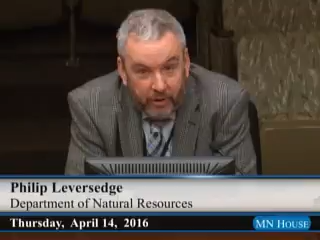 Philip Leversedge
Department of Natural Resources
Thursday, April 14, 2016 MN HOUSE